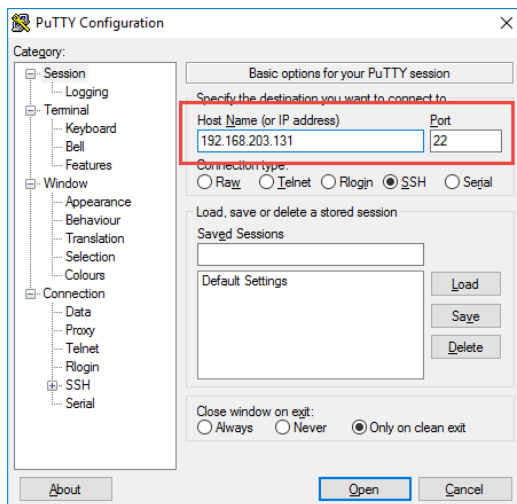 PuTTY Configuration
Category:
Session
Logging
Terminal
Keyboard
Bell
Features
Window
Appearance
Behaviour
Translation
Selection
Colours
Connection
Data
Proxy
Telnet
Rlogin
SSH
Serial
Basic options for your PuTTY session
Specify the destination you want to connect to
Host Name (or IP address) Port
192.168.203.131 22
Connection type:
Raw Telnet Rlogin SSH Serial
Load, save or delete a stored session
Saved Sessions
Default Settings
Load
Save
Delete
Close window on exit:
Always Never Only on clean exit
About Open Cancel